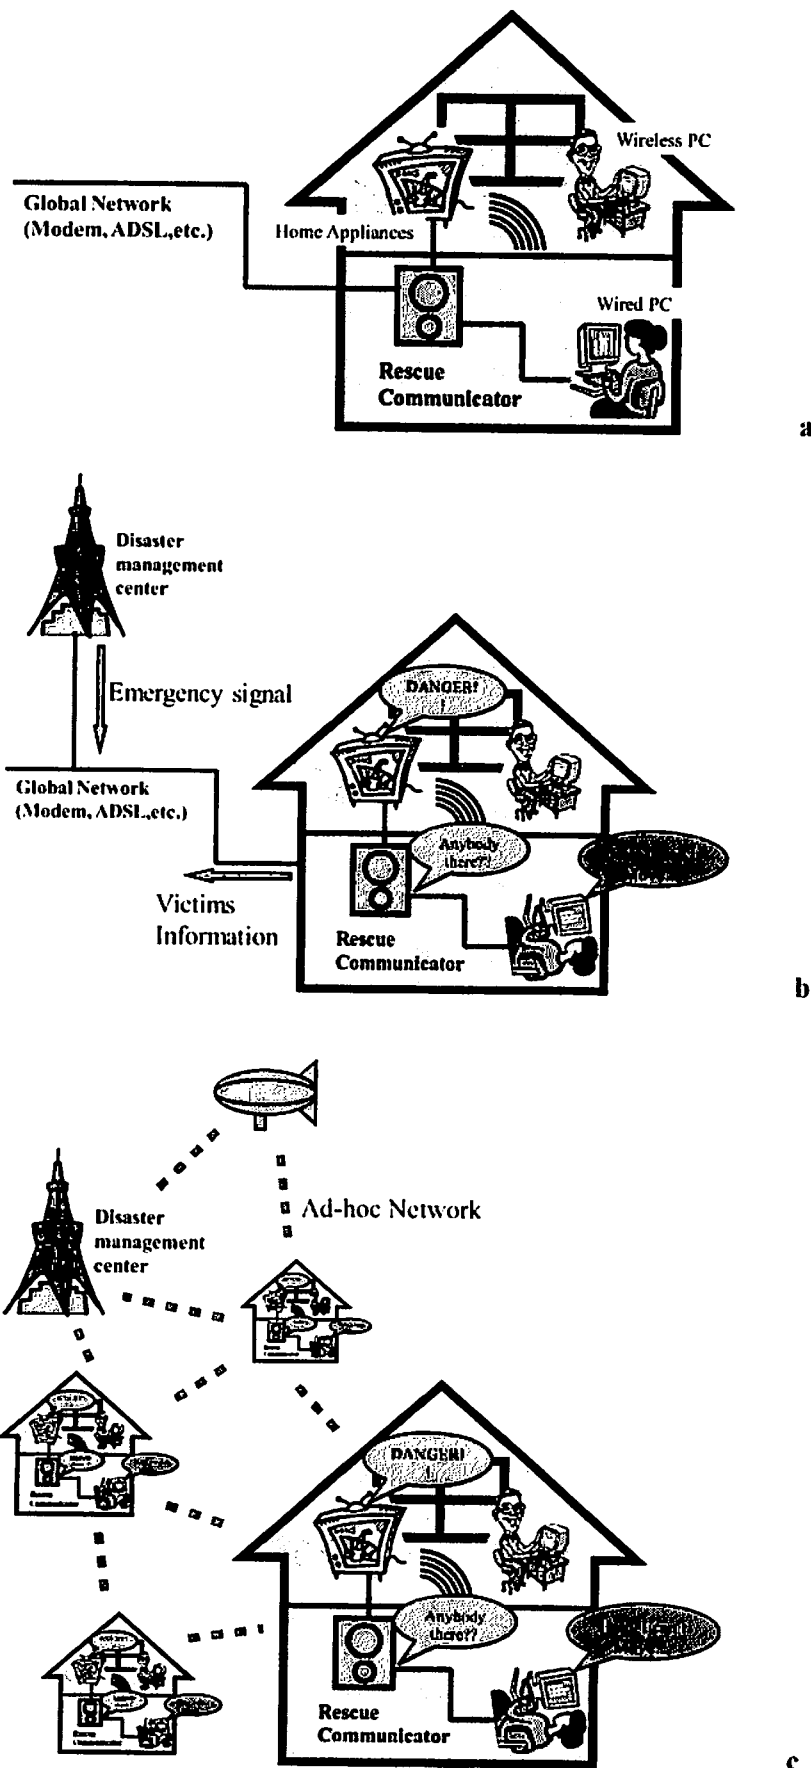 Wireless PC
Global Network
(Modem, ADSL,etc.)
Home Appliances
Wired PC
Rescue
Communicator
a
Disaster
management
center
DANGER!
!
Emergency signal
Global Network
(Modem, ADSL,etc.)
Anybody
there??
Victims
Information
Rescue
Communicator
b
Ad-hoc Network
Disaster
management
center
DANGER!
!
Anybody
there??
Rescue
Communicator
c